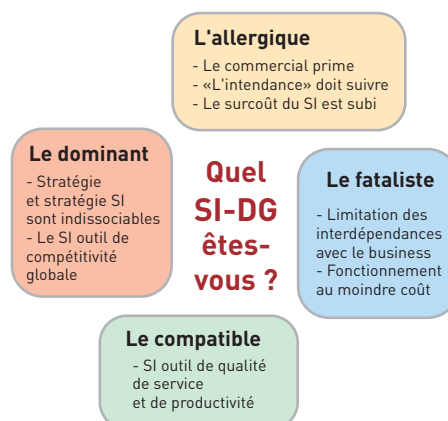 L'allergique
- Le commercial prime
- «L'intendance» doit suivre
- Le surcoût du SI est subi
Le dominant
- Stratégie
et stratégie SI
sont indissociables
- Le SI outil de
compétitivité
globale
Quel
SI-DG
êtes-
vous ?
Le fataliste
- Limitation des
interdépendances
avec le business
- Fonctionnement
au moindre coût
Le compatible
- SI outil de qualité
de service
et de productivité